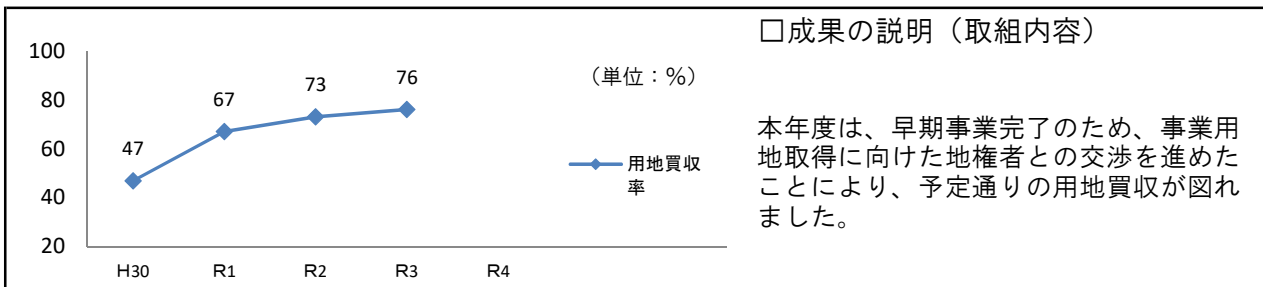 100
80
60
40
20
47
67
73
76
（単位：%）
用地買収
率
H30
R1
R2
R3
R4
□成果の説明（取組内容）
本年度は、早期事業完了のため、事業用
地取得に向けた地権者との交渉を進めた
ことにより、予定通りの用地買収が図れ
ました。